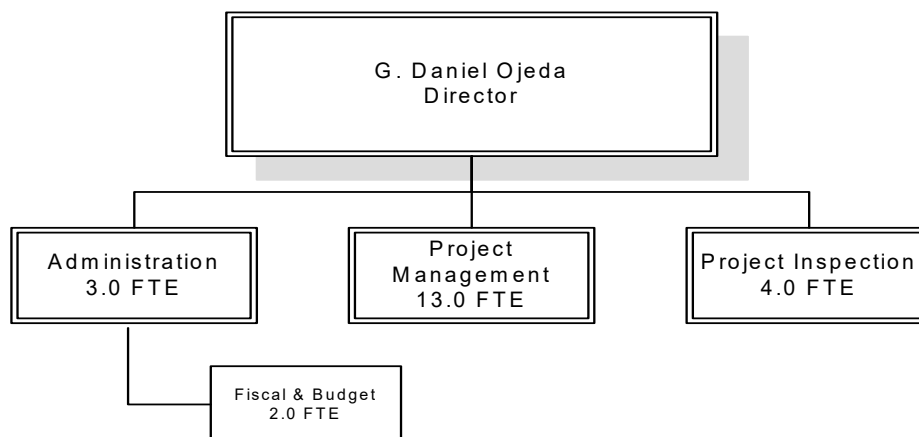 G. Daniel Ojeda
Director
Administration
3.0 FTE
Project
Management
13.0 FTE
Project Inspection
4.0 FTE
Fiscal & Budget
2.0 FTE